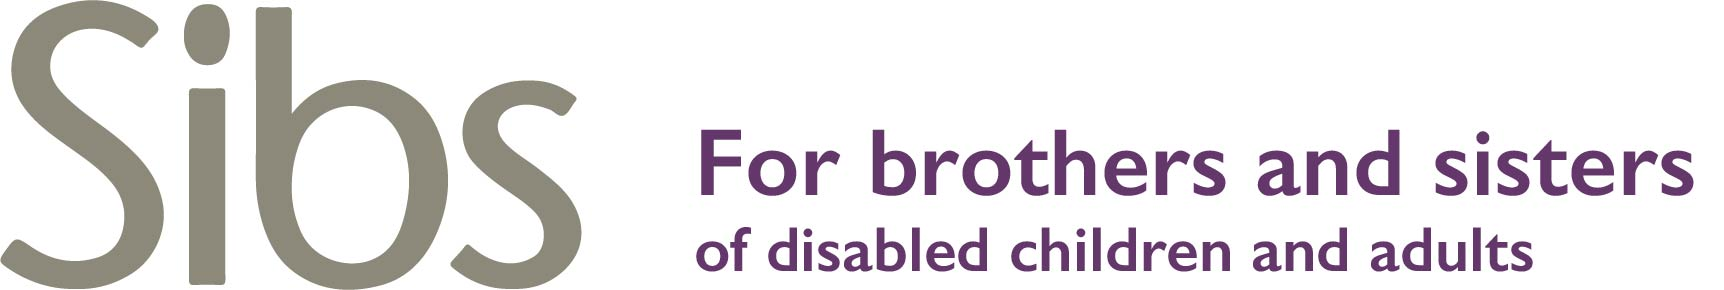 Sibs
For brothers and sisters
of disabled children and adults